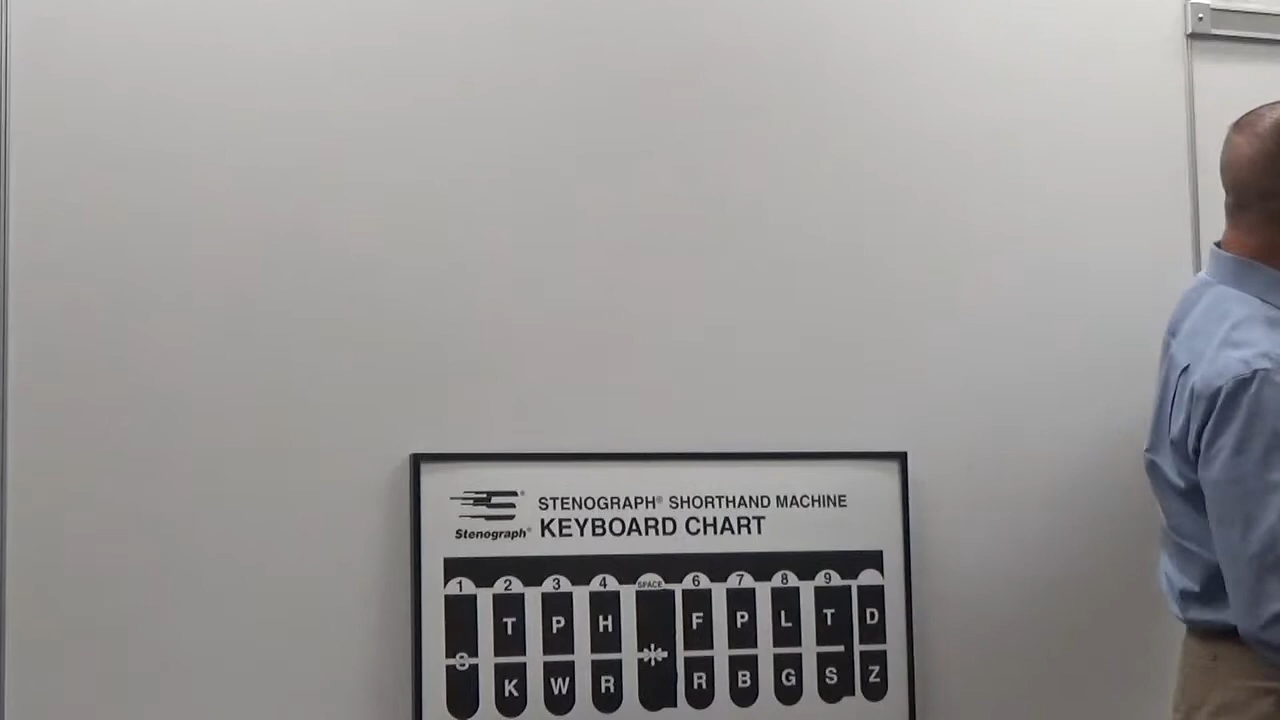 STENOGRAPH® SHORTHAND MACHINE
Stenograph® KEYBOARD CHART
1 2 3 4 SPACE 6 7 8 9
T P H F P L T D
S *
K W R R B G S Z